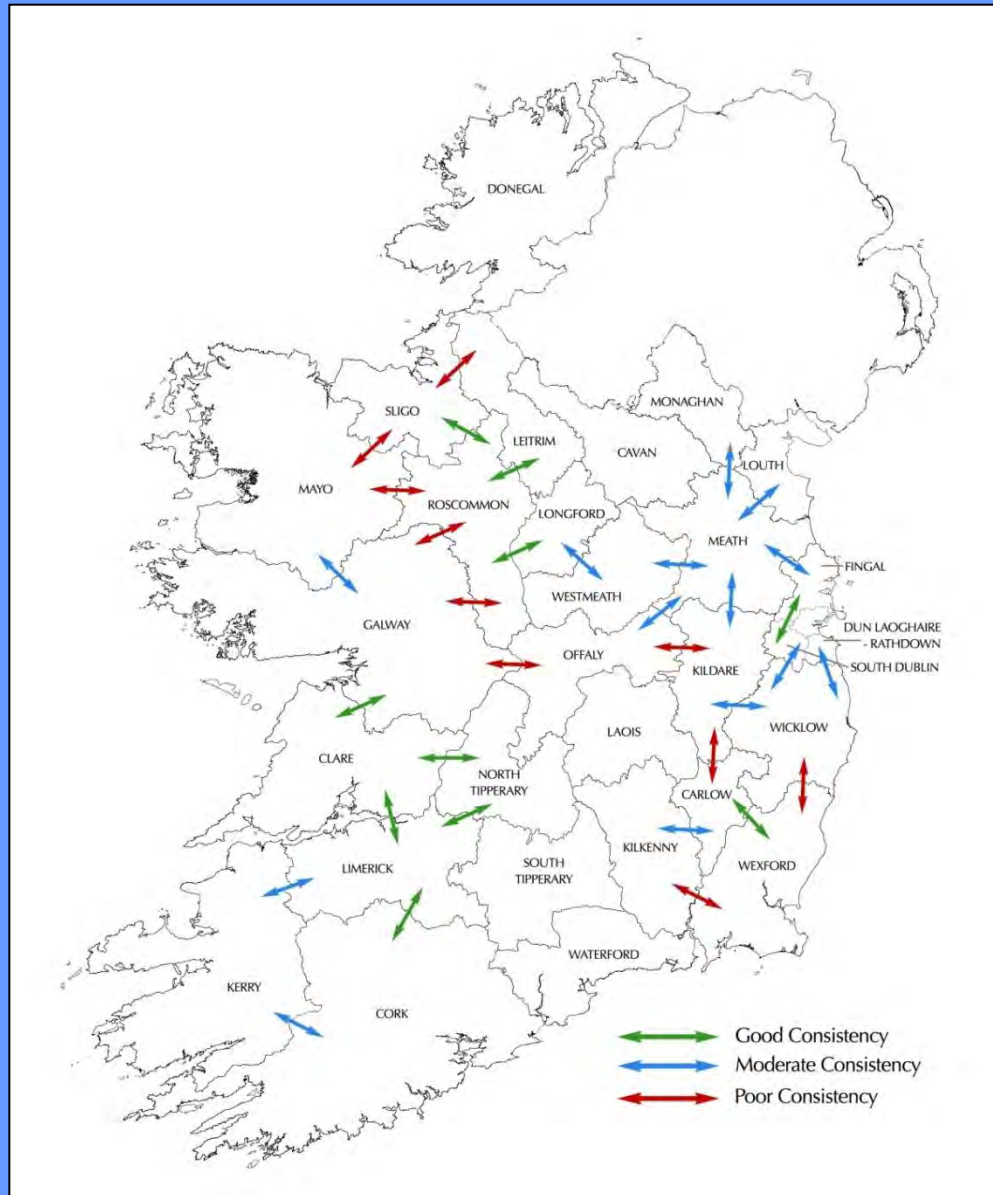 DONEGAL
MONAGHAN
SLIGO
LEITRIM
CAVAN
LOUTH
MAYO
ROSCOMMON
LONGFORD
MEATH
FINGAL
WESTMEATH
GALWAY
DUN LAOGHAIRE
- RATHDOWN
SOUTH DUBLIN
OFFALY
KILDARE
LAOIS
WICKLOW
CLARE
NORTH
TIPPERARY
CARLOW
KILKENNY
LIMERICK
SOUTH
TIPPERARY
WEXFORD
WATERFORD
KERRY
CORK
Good Consistency
Moderate Consistency
Poor Consistency